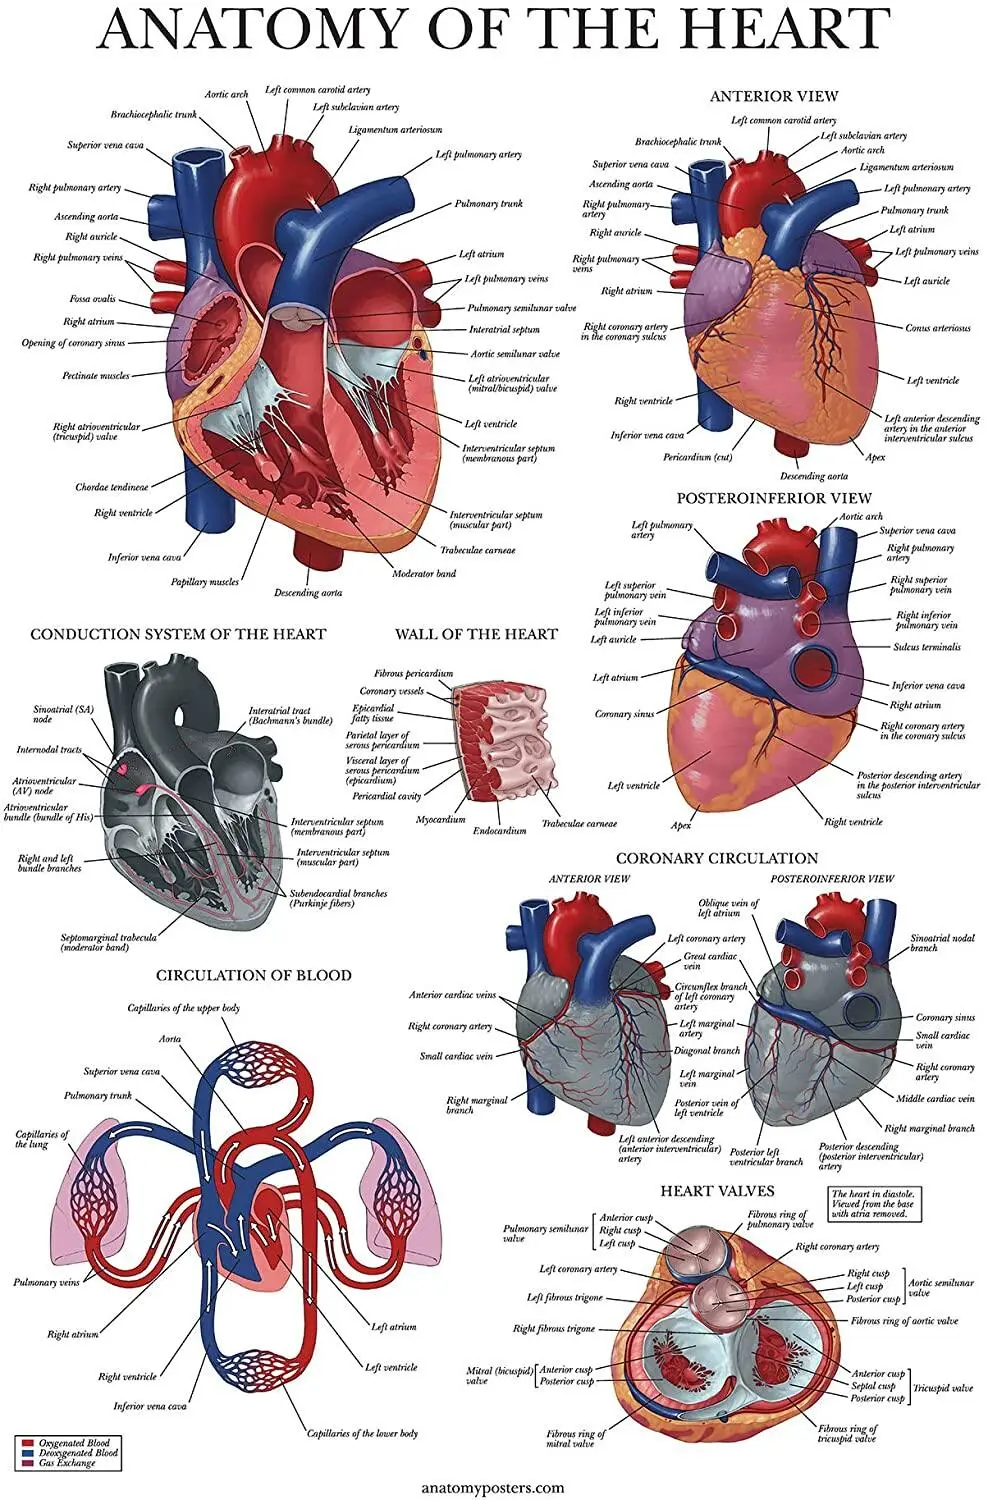 ANATOMY OF THE HEART
Aortic arch
Left common carotid artery
Left subclavian artery
Brachiocephalic trunk
Ligamentum arteriosum
Superior vena cava
Left pulmonary artery
Right pulmonary artery
Pulmonary trunk
Ascending aorta
Right auricle
Left atrium
Right pulmonary veins
Left pulmonary veins
Fossa ovalis
Pulmonary semilunar valve
Right atrium
Interatrial septum
Opening of coronary sinus
Aortic semilunar valve
Pectinate muscles
Left atrioventricular
(mitral/bicuspid) valve
Right atrioventricular
(tricuspid) valve
Left ventricle
Interventricular septum
(membranous part)
Chordae tendineae
Right ventricle
Interventricular septum
(muscular part)
Inferior vena cava
Trabeculae carneae
Papillary muscles
Moderator band
Descending aorta
ANTERIOR VIEW
Left common carotid artery
Brachiocephalic trunk
Left subclavian artery
Aortic arch
Superior vena cava
Ligamentum arteriosum
Ascending aorta
Left pulmonary artery
Right pulmonary
artery
Pulmonary trunk
Right auricle
Left atrium
Left pulmonary veins
Right pulmonary
veins
Left auricle
Right atrium
Right coronary artery
in the coronary sulcus
Conus arteriosus
Left ventricle
Right ventricle
Left anterior descending
artery in the anterior
interventricular sulcus
Inferior vena cava
Pericardium (cut)
Apex
Descending aorta
POSTEROINFERIOR VIEW
Aortic arch
Left pulmonary
artery
Superior vena cava
Right pulmonary
artery
Left superior
pulmonary vein
Right superior
pulmonary vein
Left inferior
pulmonary vein
Right inferior
pulmonary vein
Left auricle
Sulcus terminalis
Left atrium
Inferior vena cava
Right atrium
Coronary sinus
Right coronary artery
in the coronary sulcus
Left ventricle
Posterior descending artery
in the posterior interventricular
sulcus
Apex
Right ventricle
CONDUCTION SYSTEM OF THE HEART
Sinoatrial (SA)
node
Interatrial tract
(Bachmann's bundle)
Internodal tracts
Atrioventricular
(AV) node
Atrioventricular
bundle (bundle of His)
Interventricular septum
(membranous part)
Right and left
bundle branches
Interventricular septum
(muscular part)
Subendocardial branches
(Purkinje fibers)
Septomarginal trabecula
(moderator band)
WALL OF THE HEART
Fibrous pericardium
Coronary vessels
Epicardial
fatty tissue
Parietal layer of
serous pericardium
Visceral layer of
serous pericardium
(epicardium)
Pericardial cavity
Myocardium
Endocardium
Trabeculae carneae
CORONARY CIRCULATION
ANTERIOR VIEW
POSTEROINFERIOR VIEW
Oblique vein of
left atrium
Left coronary artery
Sinoatrial nodal
branch
Great cardiac
vein
Anterior cardiac veins
Circumflex branch
of left coronary
artery
Coronary sinus
Right coronary artery
Left marginal
artery
Small cardiac
vein
Small cardiac vein
Diagonal branch
Left marginal
vein
Right coronary
artery
Right marginal
branch
Posterior vein of
left ventricle
Middle cardiac vein
Right marginal branch
Left anterior descending
(anterior interventricular)
artery
Posterior left
ventricular branch
Posterior descending
(posterior interventricular)
artery
CIRCULATION OF BLOOD
Capillaries of the upper body
Aorta
Superior vena cava
Pulmonary trunk
Capillaries of
the lung
Pulmonary veins
Right atrium
Left atrium
Right ventricle
Left ventricle
Inferior vena cava
Capillaries of the lower body
Oxygenated Blood
Deoxygenated Blood
Gas Exchange
HEART VALVES
The heart in diastole.
Viewed from the base
with atria removed.
Pulmonary semilunar
valve
Anterior cusp
Right cusp
Left cusp
Fibrous ring of
pulmonary valve
Right coronary artery
Left coronary artery
Right cusp
Left cusp
Posterior cusp
Aortic semilunar
valve
Left fibrous trigone
Fibrous ring of aortic valve
Right fibrous trigone
Mitral (bicuspid)
valve
Anterior cusp
Posterior cusp
Anterior cusp
Septal cusp
Posterior cusp
Tricuspid valve
Fibrous ring of
mitral valve
Fibrous ring of
tricuspid valve
anatomyposters.com